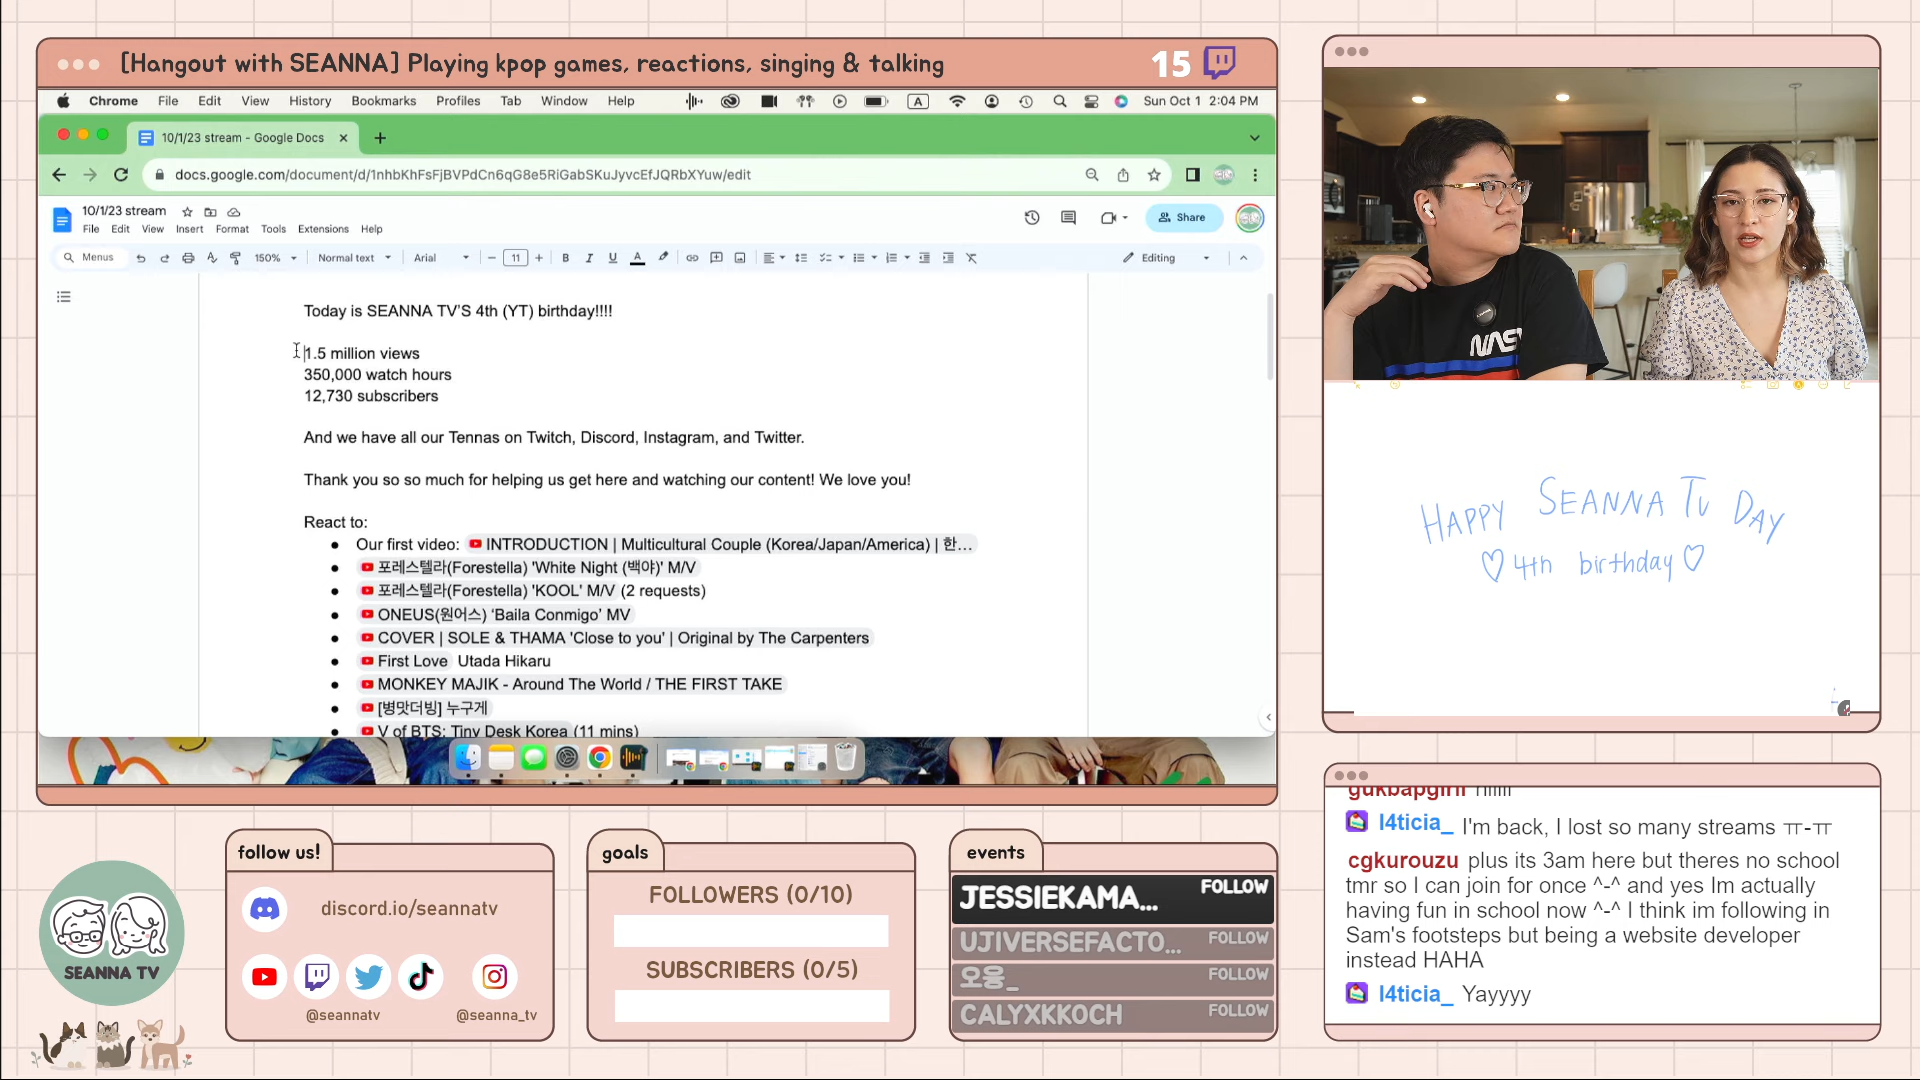 [Hangout with SEANNA] Playing kpop games, reactions, singing & talking
15
Chrome File Edit View History Bookmarks Profiles Tab Window Help
A
Sun Oct 1 2:04 PM
10/1/23 stream - Google Docs
docs.google.com/document/d/1nhbKhFsFjBVPdCn6qG8e5RiGabSKuJyvcEfJQRbXYuw/edit
10/1/23 stream
File Edit View Insert Format Tools Extensions Help
Share
Menus
150%
Normal text
Arial
11
B I U A
Editing
Today is SEANNA TV'S 4th (YT) birthday!!!!
1.5 million views
350,000 watch hours
12,730 subscribers
And we have all our Tennas on Twitch, Discord, Instagram, and Twitter.
Thank you so so much for helping us get here and watching our content! We love you!
React to:
Our first video: INTRODUCTION | Multicultural Couple (Korea/Japan/America) | 한...
포레스텔라(Forestella) 'White Night (백야)' M/V
포레스텔라(Forestella) 'KOOL' M/V (2 requests)
ONEUS(원어스) ‘Baila Conmigo’ MV
COVER | SOLE & THAMA 'Close to you' | Original by The Carpenters
First Love Utada Hikaru
MONKEY MAJIK - Around The World / THE FIRST TAKE
[병맛더빙] 누구게
V of BTS: Tiny Desk Korea (11 mins)
NAS
HAPPY SEANNA TV DAY
♡ 4th birthday ♡
gukbapgirll hiiiii
l4ticia_ I'm back, I lost so many streams ㅠ-ㅠ
cgkurouzu plus its 3am here but theres no school
tmr so I can join for once ^-^ and yes Im actually
having fun in school now ^-^ I think im following in
Sam's footsteps but being a website developer
instead HAHA
l4ticia_ Yayyyy
SEANNA TV
follow us!
discord.io/seannatv
@seannatv
@seanna_tv
goals
FOLLOWERS (0/10)
SUBSCRIBERS (0/5)
events
JESSIEKAMA... FOLLOW
UJIVERSEFACTO... FOLLOW
오웅_ FOLLOW
CALYXKKOCH FOLLOW